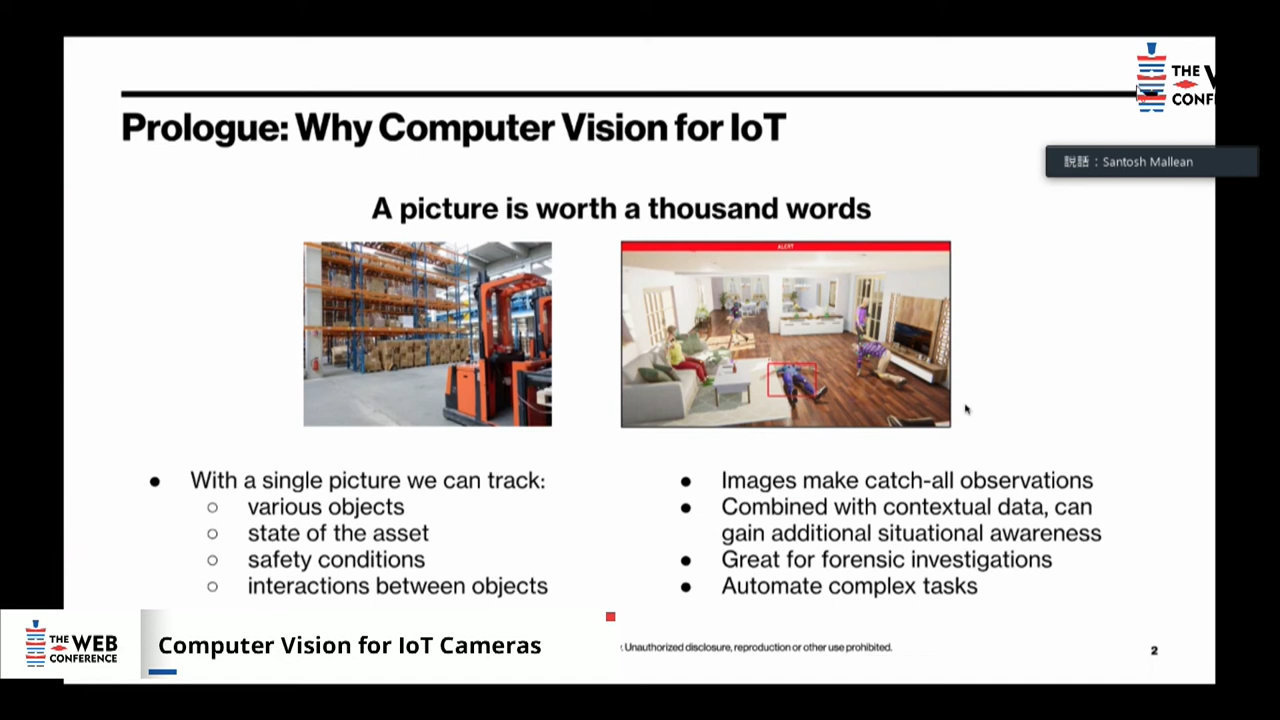 THE W
CONF
Prologue: Why Computer Vision for IoT
說話：Santosh Mallean
A picture is worth a thousand words
ALERT
● With a single picture we can track:
○ various objects
○ state of the asset
○ safety conditions
○ interactions between objects
● Images make catch-all observations
● Combined with contextual data, can
gain additional situational awareness
● Great for forensic investigations
● Automate complex tasks
THE WEB
CONFERENCE
Computer Vision for IoT Cameras
. Unauthorized disclosure, reproduction or other use prohibited.
2